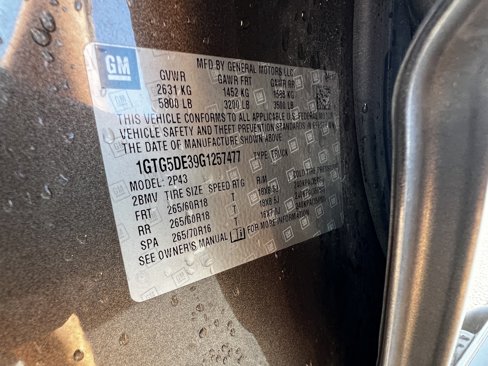 GM
MFD BY GENERAL MOTORS LLC
GVWR GAWR FRT GAWR RR
2631 KG 1452 KG
5800 LB 3200 LB 3500 LB
THIS VEHICLE CONFORMS TO ALL APPLICABLE U.S. FEDERAL MOTOR
VEHICLE SAFETY AND THEFT PREVENTION STANDARDS IN EFFECT ON
THE DATE OF MANUFACTURE SHOWN ABOVE.
1GTG5DE39G1257477 TYPE: TRUCK
MODEL: 2P43
2BMV TIRE SIZE SPEED RTG RIM COLD TIRE PRESSURE
FRT 265/60R18 T 18X8.5J
RR 265/60R18 T 18X8.5J
SPA 265/70R16 T
SEE OWNER'S MANUAL FOR MORE INFORMATION